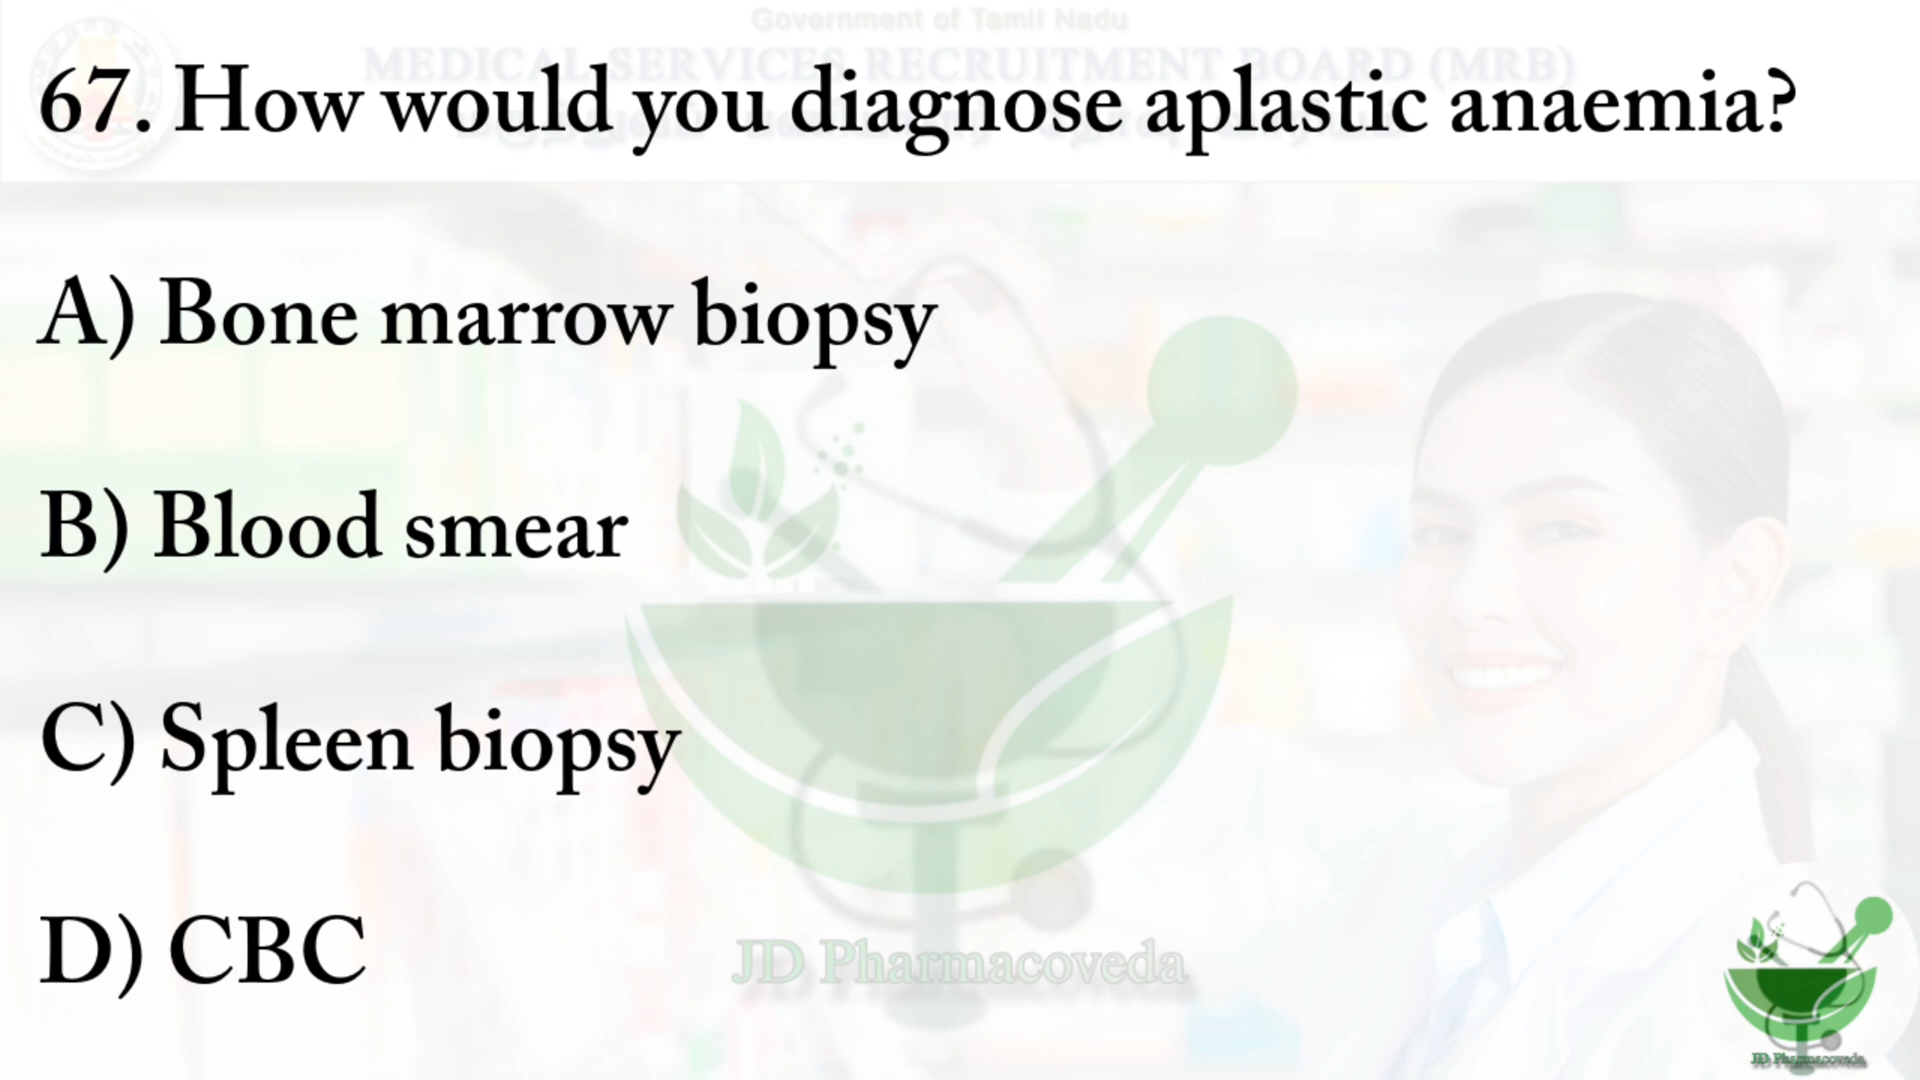 Government of Tamil Nadu
MEDICAL SERVICES RECRUITMENT BOARD (MRB)
67. How would you diagnose aplastic anaemia?
A) Bone marrow biopsy
B) Blood smear
C) Spleen biopsy
D) CBC
JD Pharmacoveda
JD Pharmacoveda